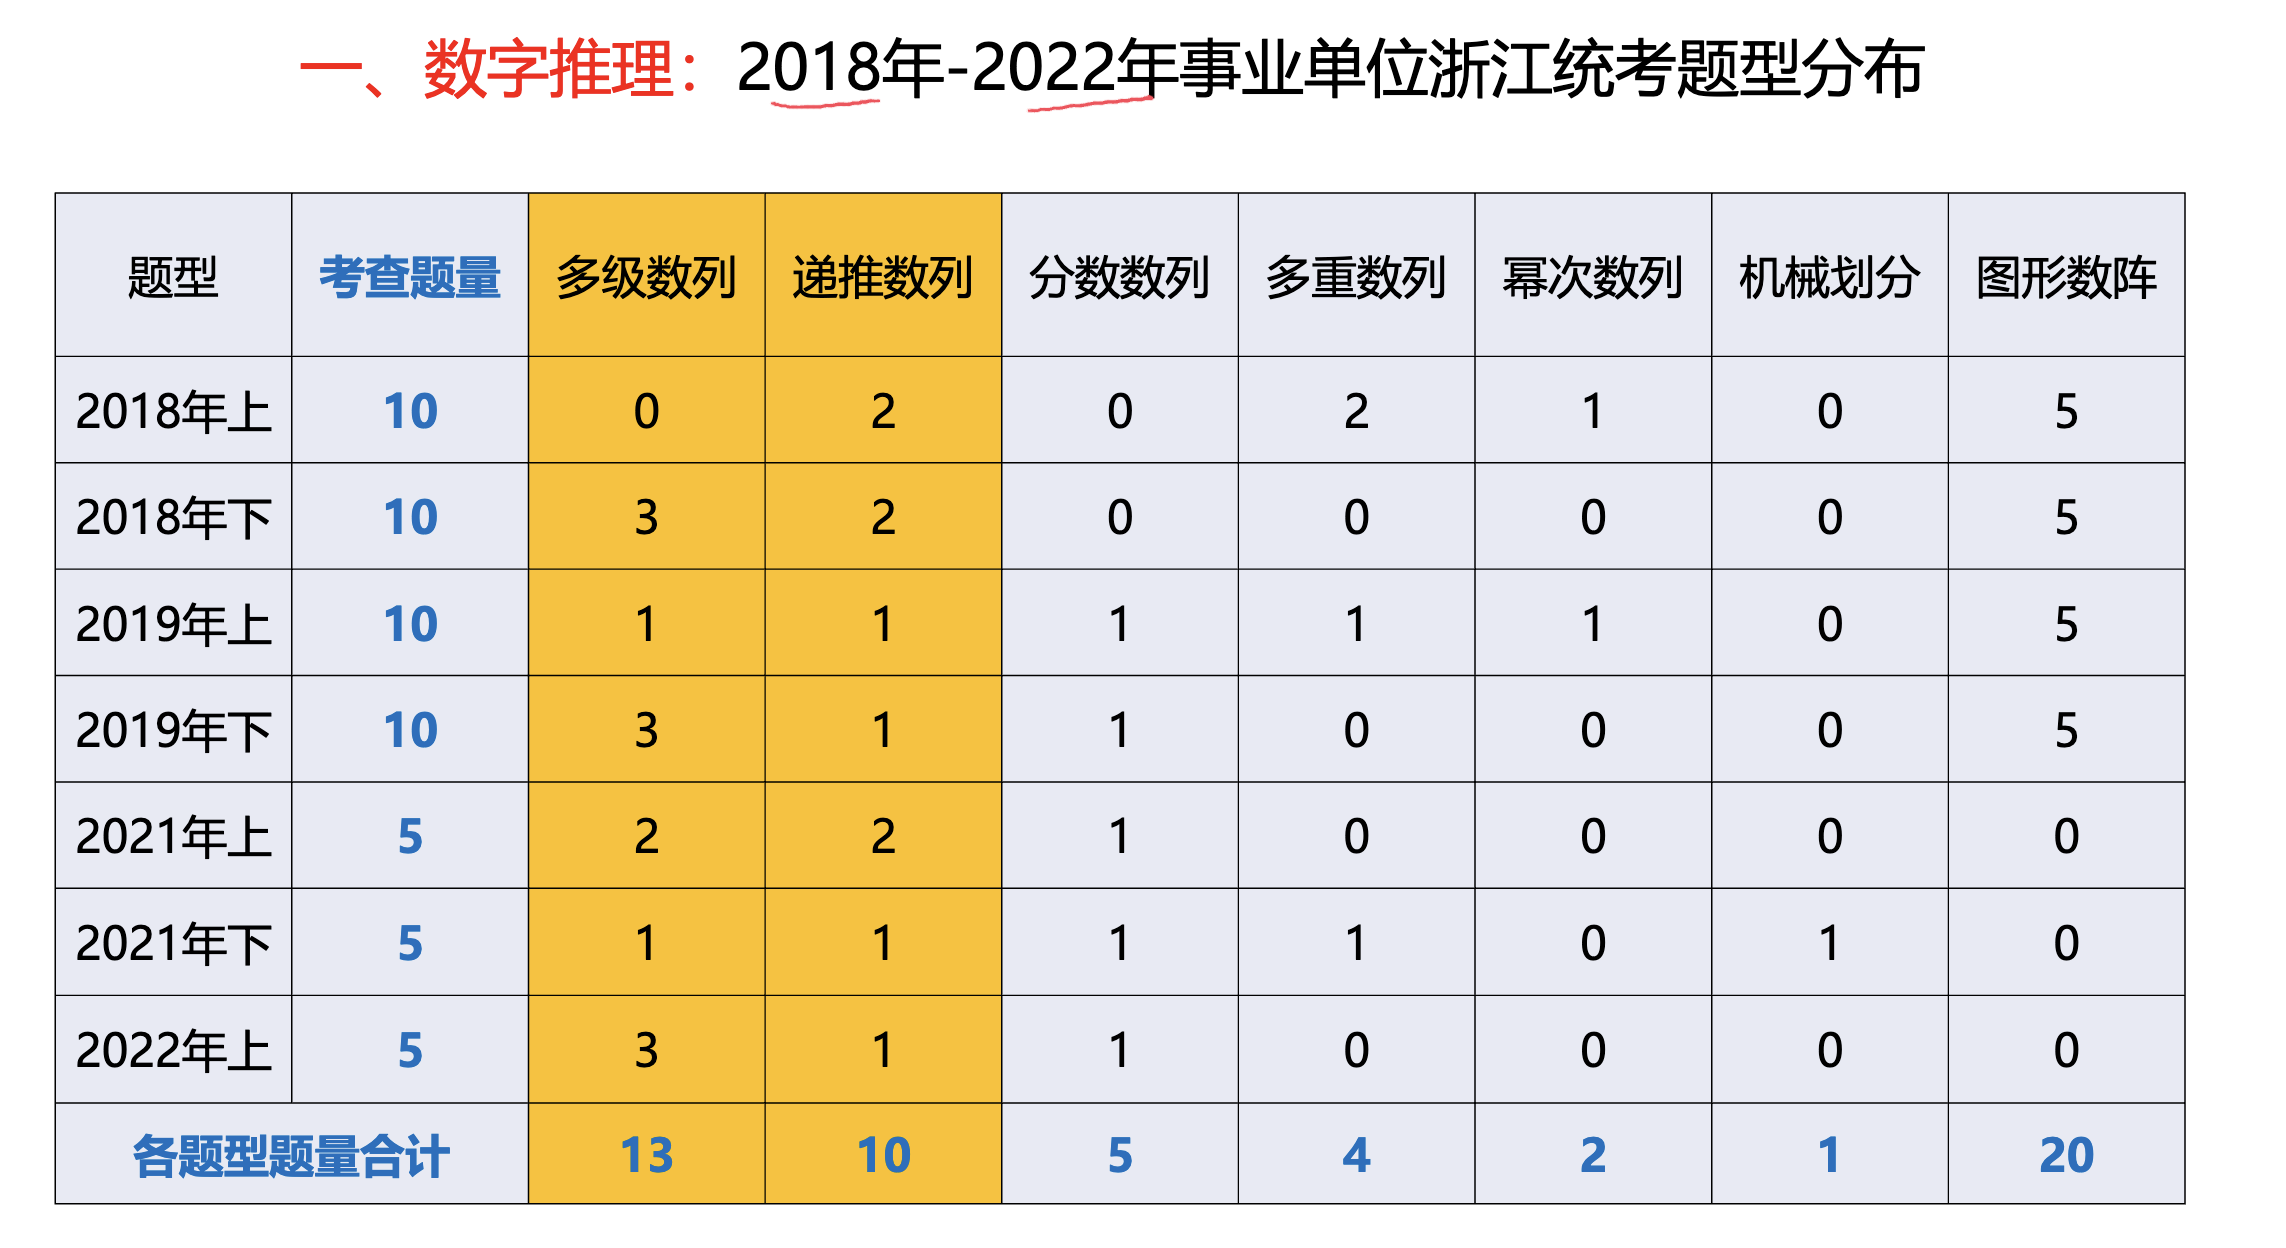 一、数字推理：2018年-2022年事业单位浙江统考题型分布
题型 考查题量 多级数列 递推数列 分数数列 多重数列 幂次数列 机械划分 图形数阵
2018年上 10 0 2 0 2 1 0 5
2018年下 10 3 2 0 0 0 0 5
2019年上 10 1 1 1 1 1 0 5
2019年下 10 3 1 1 0 0 0 5
2021年上 5 2 2 1 0 0 0 0
2021年下 5 1 1 1 1 0 1 0
2022年上 5 3 1 1 0 0 0 0
各题型题量合计 13 10 5 4 2 1 20